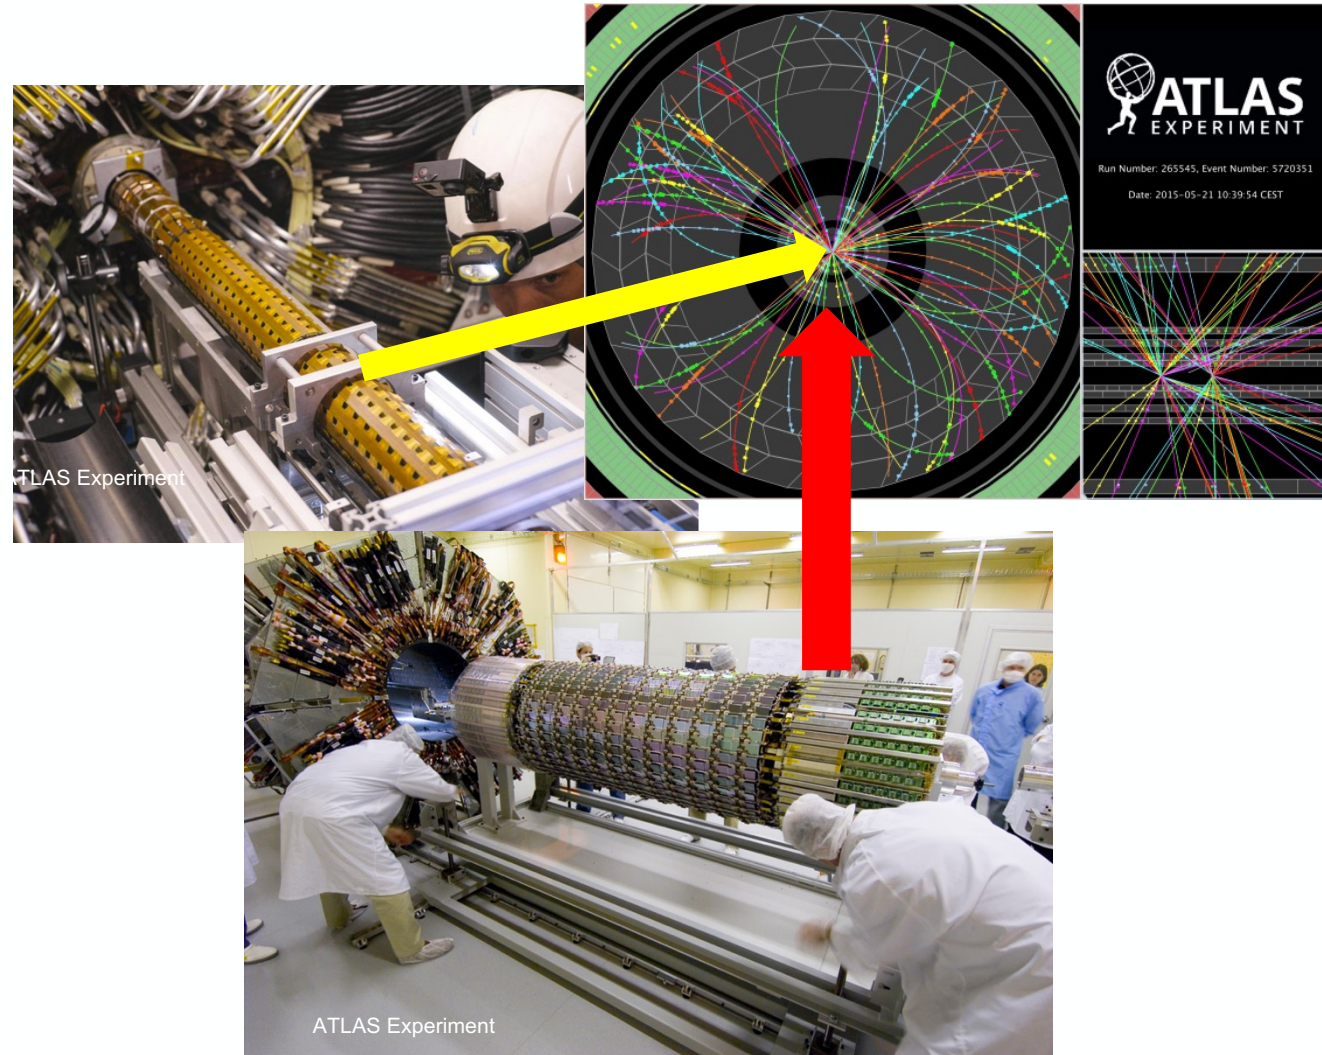 ATLAS
EXPERIMENT
Run Number: 265545, Event Number: 5720351
Date: 2015-05-21 10:39:54 CEST
ATLAS Experiment
ATLAS Experiment